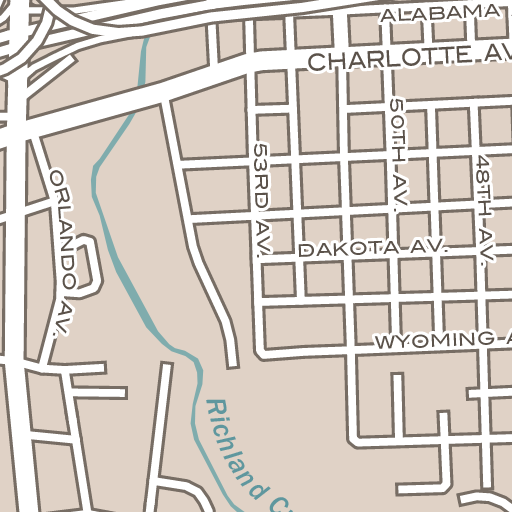 ALABAMA
CHARLOTTE AV
50TH AV.
53RD AV.
48TH AV.
ORLANDO AV.
DAKOTA AV.
WYOMING A
Richland C